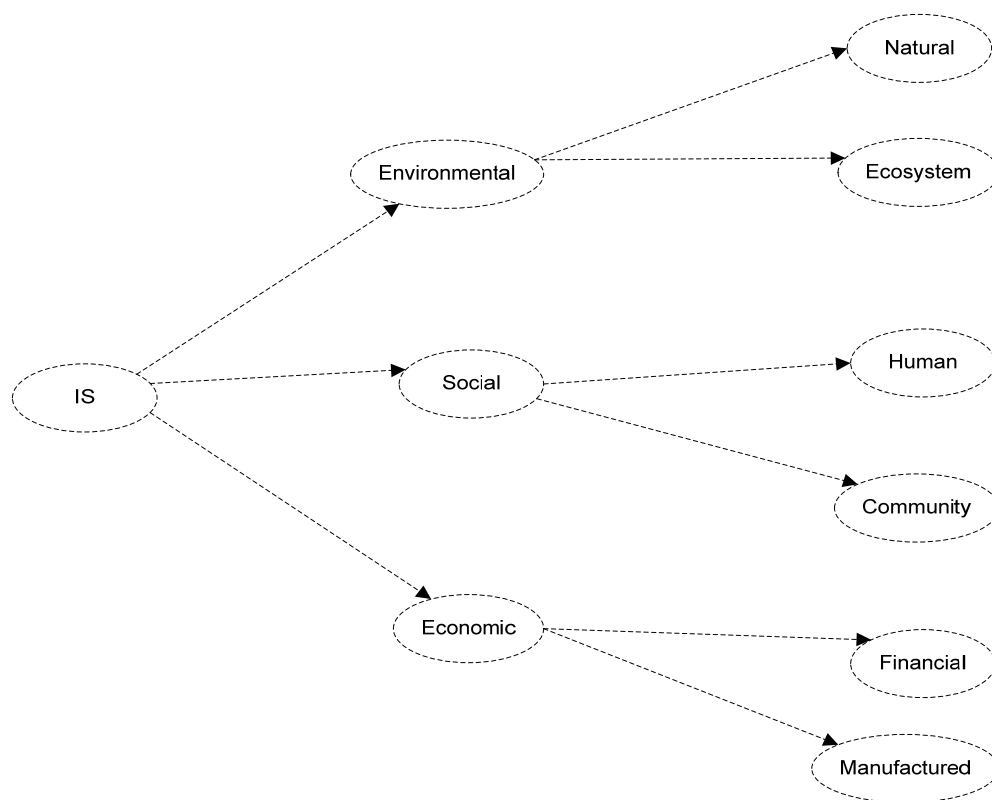 Natural
Environmental
Ecosystem
Human
IS
Social
Community
Economic
Financial
Manufactured